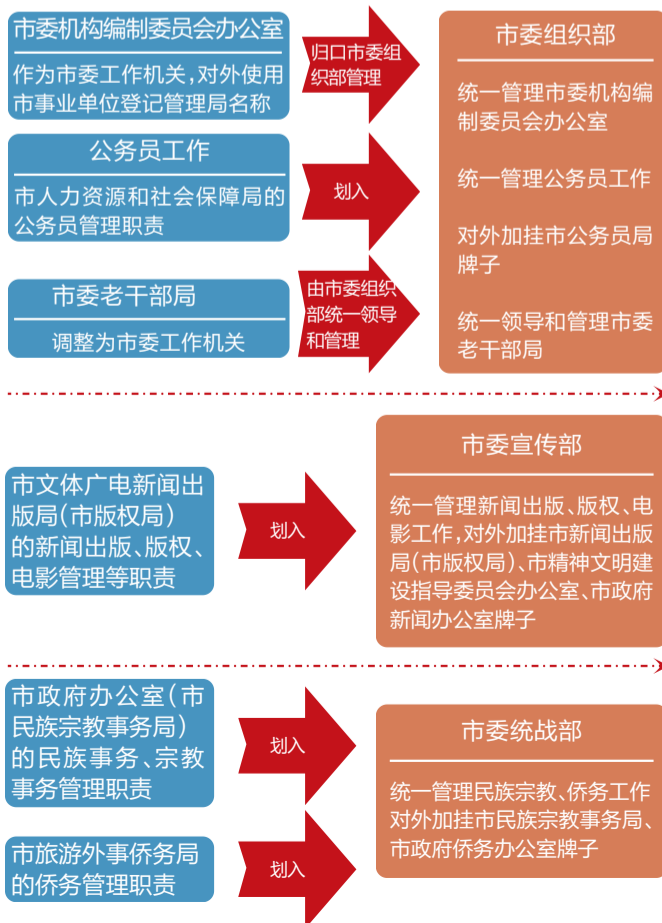 市委机构编制委员会办公室
作为市委工作机关,对外使用
市事业单位登记管理局名称
归口市委组
织部管理
公务员工作
市人力资源和社会保障局的
公务员管理职责
划入
市委老干部局
调整为市委工作机关
由市委组织
部统一领导
和管理
市委组织部
统一管理市委机构编
制委员会办公室
统一管理公务员工作
对外加挂市公务员局
牌子
统一领导和管理市委
老干部局
市文体广电新闻出
版局(市版权局)
的新闻出版、版权、
电影管理等职责
划入
市委宣传部
统一管理新闻出版、版权、电
影工作,对外加挂市新闻出版
局(市版权局)、市精神文明建
设指导委员会办公室、市政府
新闻办公室牌子
市政府办公室(市
民族宗教事务局)
的民族事务、宗教
事务管理职责
划入
市旅游外事侨务局
的侨务管理职责
划入
市委统战部
统一管理民族宗教、侨务工作
对外加挂市民族宗教事务局、
市政府侨务办公室牌子